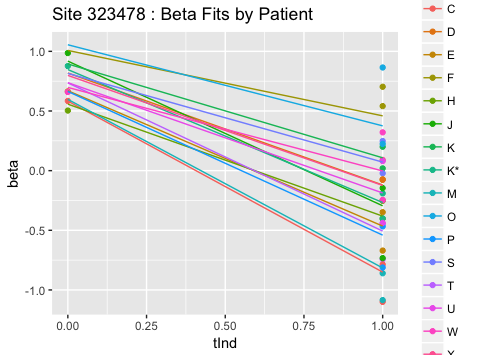 Site 323478 : Beta Fits by Patient
beta
1.0
0.5
0.0
-0.5
-1.0
0.00
0.25
0.50
0.75
1.00
tInd
C
D
E
F
H
J
K
K*
M
O
P
S
T
U
W